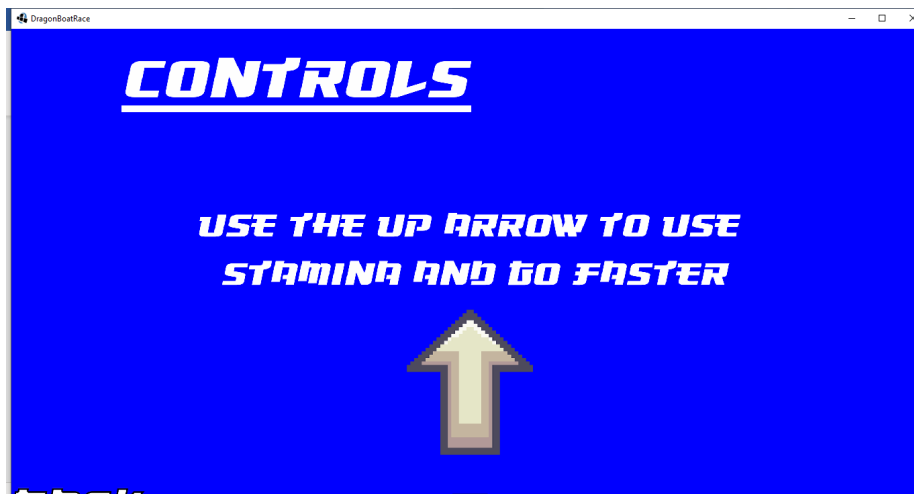 DragonBoatRace
CONTROLS
USE THE UP ARROW TO USE
STAMINA AND GO FASTER